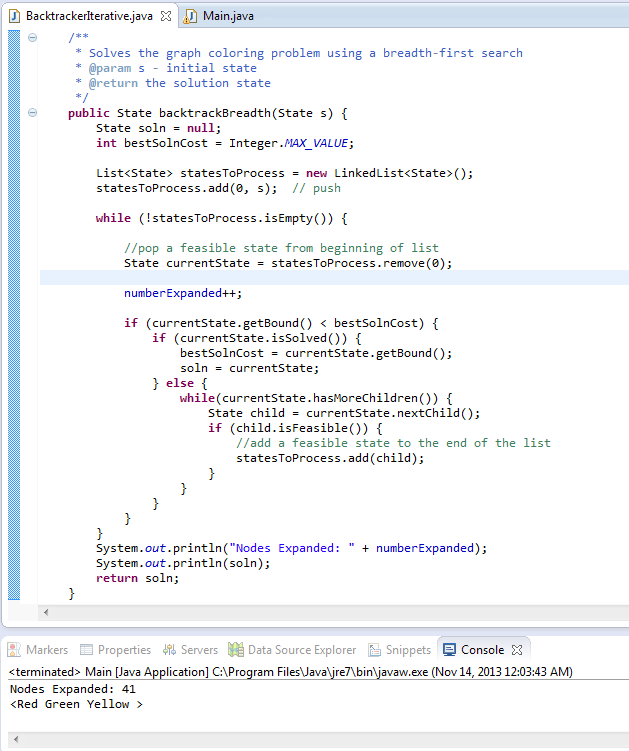 BacktrackerIterative.java Main.java
/**
 * Solves the graph coloring problem using a breadth-first search
 * @param s - initial state
 * @return the solution state
 */
public State backtrackBreadth(State s) {
    State soln = null;
    int bestSolnCost = Integer.MAX_VALUE;

    List<State> statesToProcess = new LinkedList<State>();
    statesToProcess.add(0, s);  // push

    while (!statesToProcess.isEmpty()) {

        //pop a feasible state from beginning of list
        State currentState = statesToProcess.remove(0);

        numberExpanded++;

        if (currentState.getBound() < bestSolnCost) {
            if (currentState.isSolved()) {
                bestSolnCost = currentState.getBound();
                soln = currentState;
            } else {
                while(currentState.hasMoreChildren()) {
                    State child = currentState.nextChild();
                    if (child.isFeasible()) {
                        //add a feasible state to the end of the list
                        statesToProcess.add(child);
                    }
                }
            }
        }
    }
    System.out.println("Nodes Expanded: " + numberExpanded);
    System.out.println(soln);
    return soln;
}
Markers Properties Servers Data Source Explorer Snippets Console
<terminated> Main [Java Application] C:\Program Files\Java\jre7\bin\javaw.exe (Nov 14, 2013 12:03:43 AM)
Nodes Expanded: 41
<Red Green Yellow >